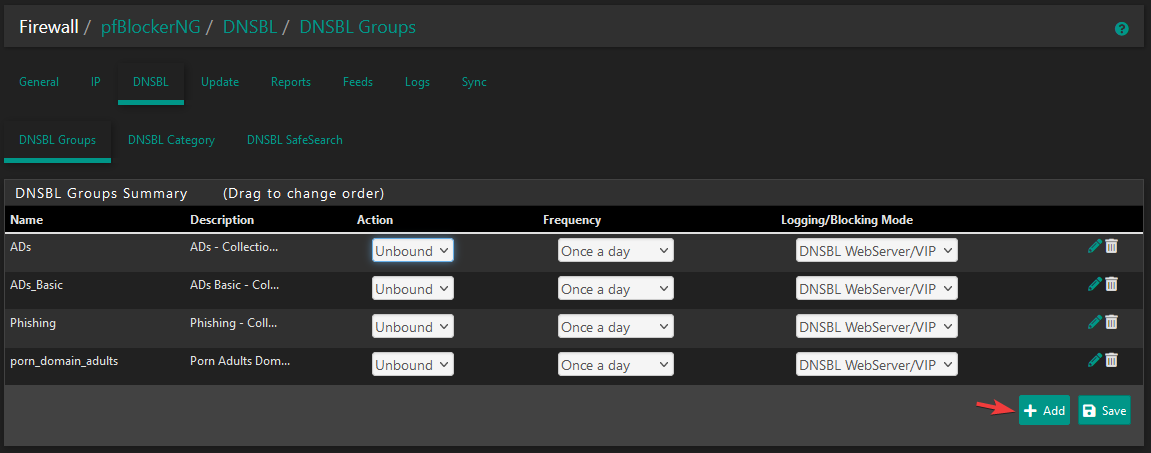 Firewall / pfBlockerNG / DNSBL / DNSBL Groups
General IP DNSBL Update Reports Feeds Logs Sync
DNSBL Groups DNSBL Category DNSBL SafeSearch
DNSBL Groups Summary (Drag to change order)
Name Description Action Frequency Logging/Blocking Mode
ADs ADs - Collectio... Unbound Once a day DNSBL WebServer/VIP
ADs_Basic ADs Basic - Col... Unbound Once a day DNSBL WebServer/VIP
Phishing Phishing - Coll... Unbound Once a day DNSBL WebServer/VIP
porn_domain_adults Porn Adults Dom... Unbound Once a day DNSBL WebServer/VIP
+ Add Save